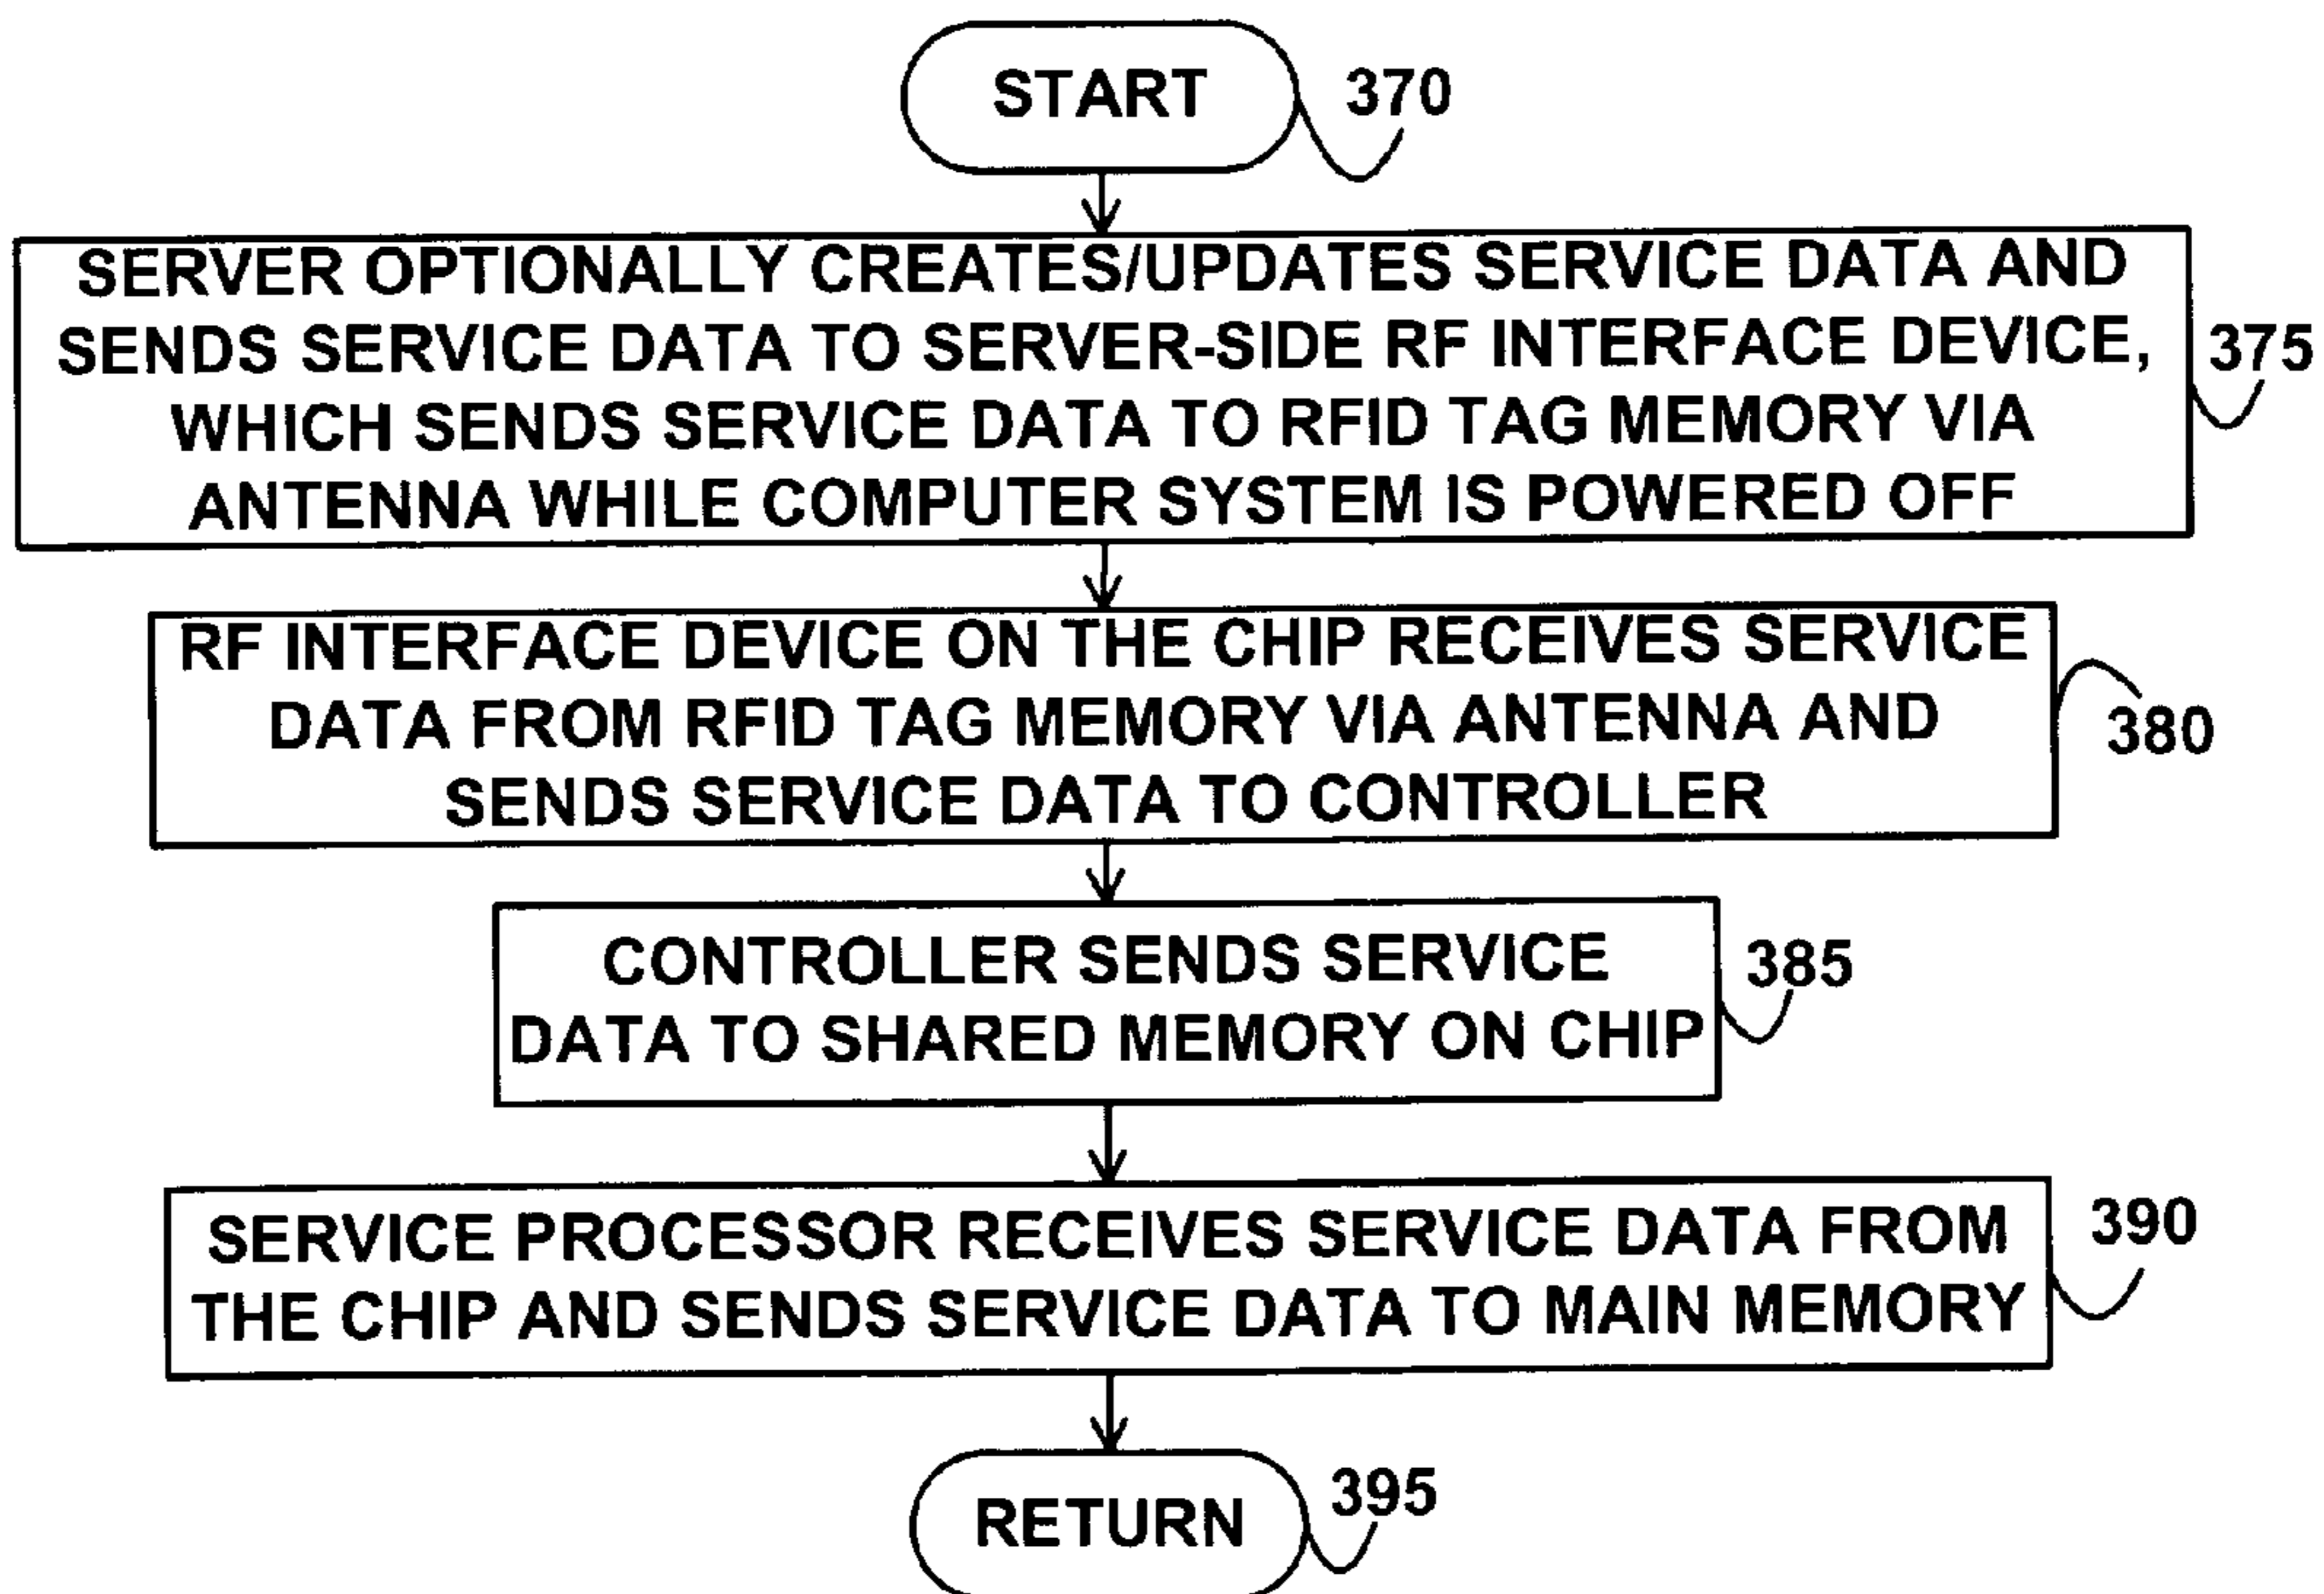 START
370
SERVER OPTIONALLY CREATES/UPDATES SERVICE DATA AND
SENDS SERVICE DATA TO SERVER-SIDE RF INTERFACE DEVICE,
WHICH SENDS SERVICE DATA TO RFID TAG MEMORY VIA
ANTENNA WHILE COMPUTER SYSTEM IS POWERED OFF
375
RF INTERFACE DEVICE ON THE CHIP RECEIVES SERVICE
DATA FROM RFID TAG MEMORY VIA ANTENNA AND
SENDS SERVICE DATA TO CONTROLLER
380
CONTROLLER SENDS SERVICE
DATA TO SHARED MEMORY ON CHIP
385
SERVICE PROCESSOR RECEIVES SERVICE DATA FROM
THE CHIP AND SENDS SERVICE DATA TO MAIN MEMORY
390
RETURN
395